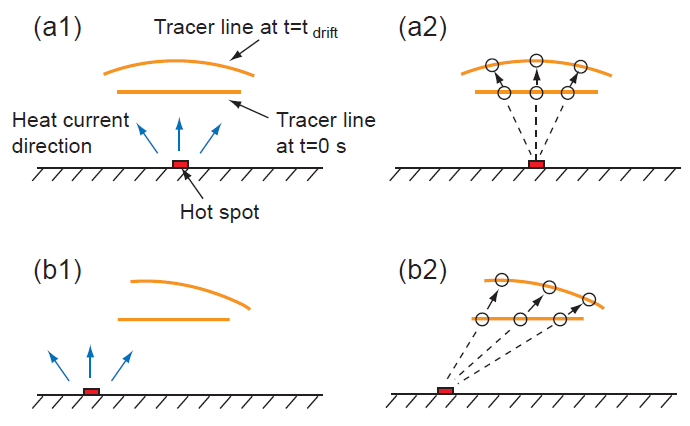 (a1)
Tracer line at t=t drift
(a2)
Heat current
direction
Tracer line
at t=0 s
Hot spot
(b1)
(b2)